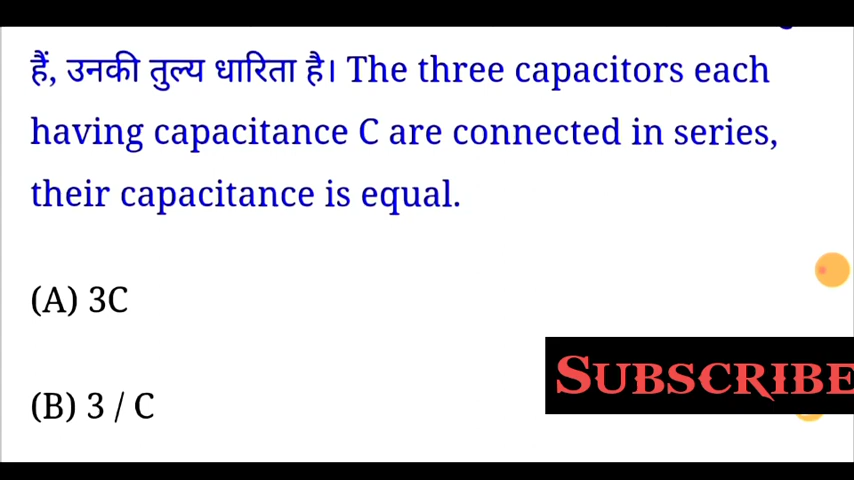 हैं, उनकी तुल्य धारिता है। The three capacitors each
having capacitance C are connected in series,
their capacitance is equal.
(A) 3C
SUBSCRIBE
(B) 3 / C